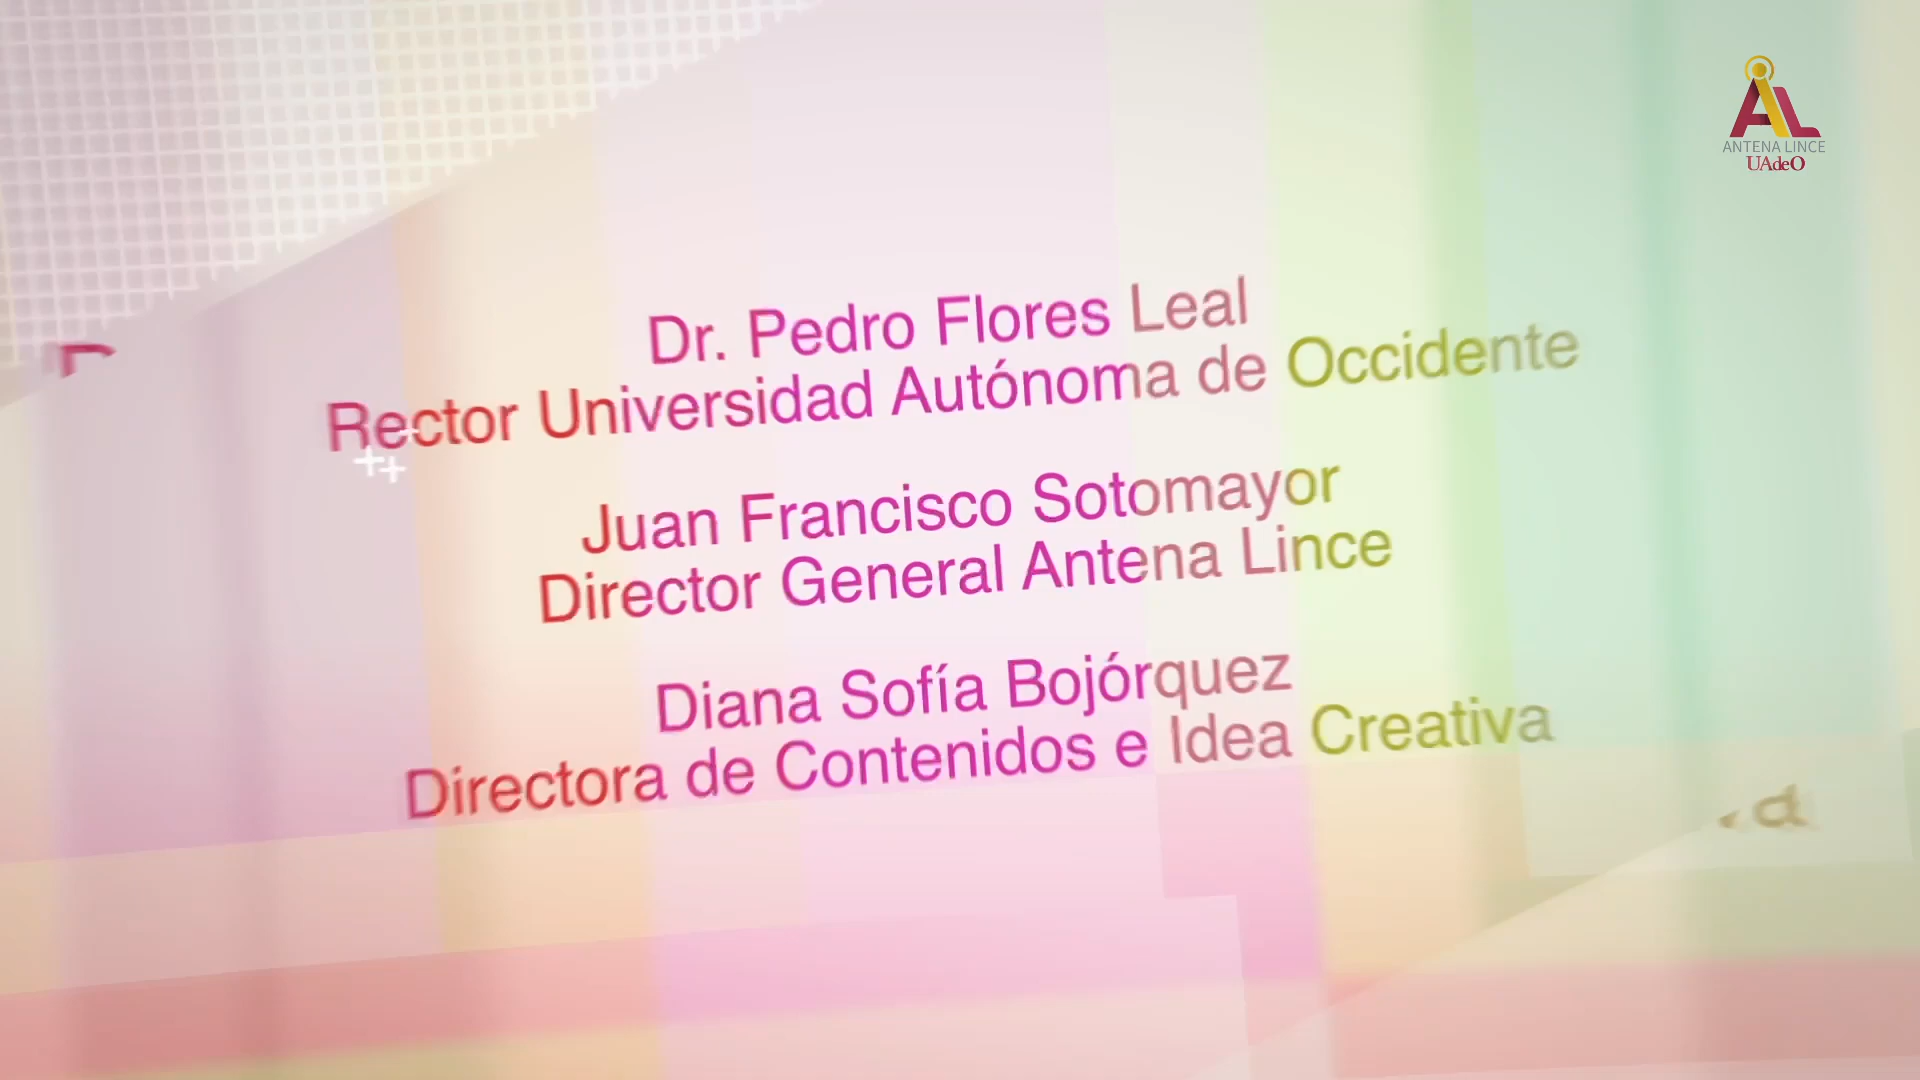 ANTENA LINCE
UAdeO
Dr. Pedro Flores Leal
Rector Universidad Autónoma de Occidente
Juan Francisco Sotomayor
Director General Antena Lince
Diana Sofía Bojórquez
Directora de Contenidos e Idea Creativa